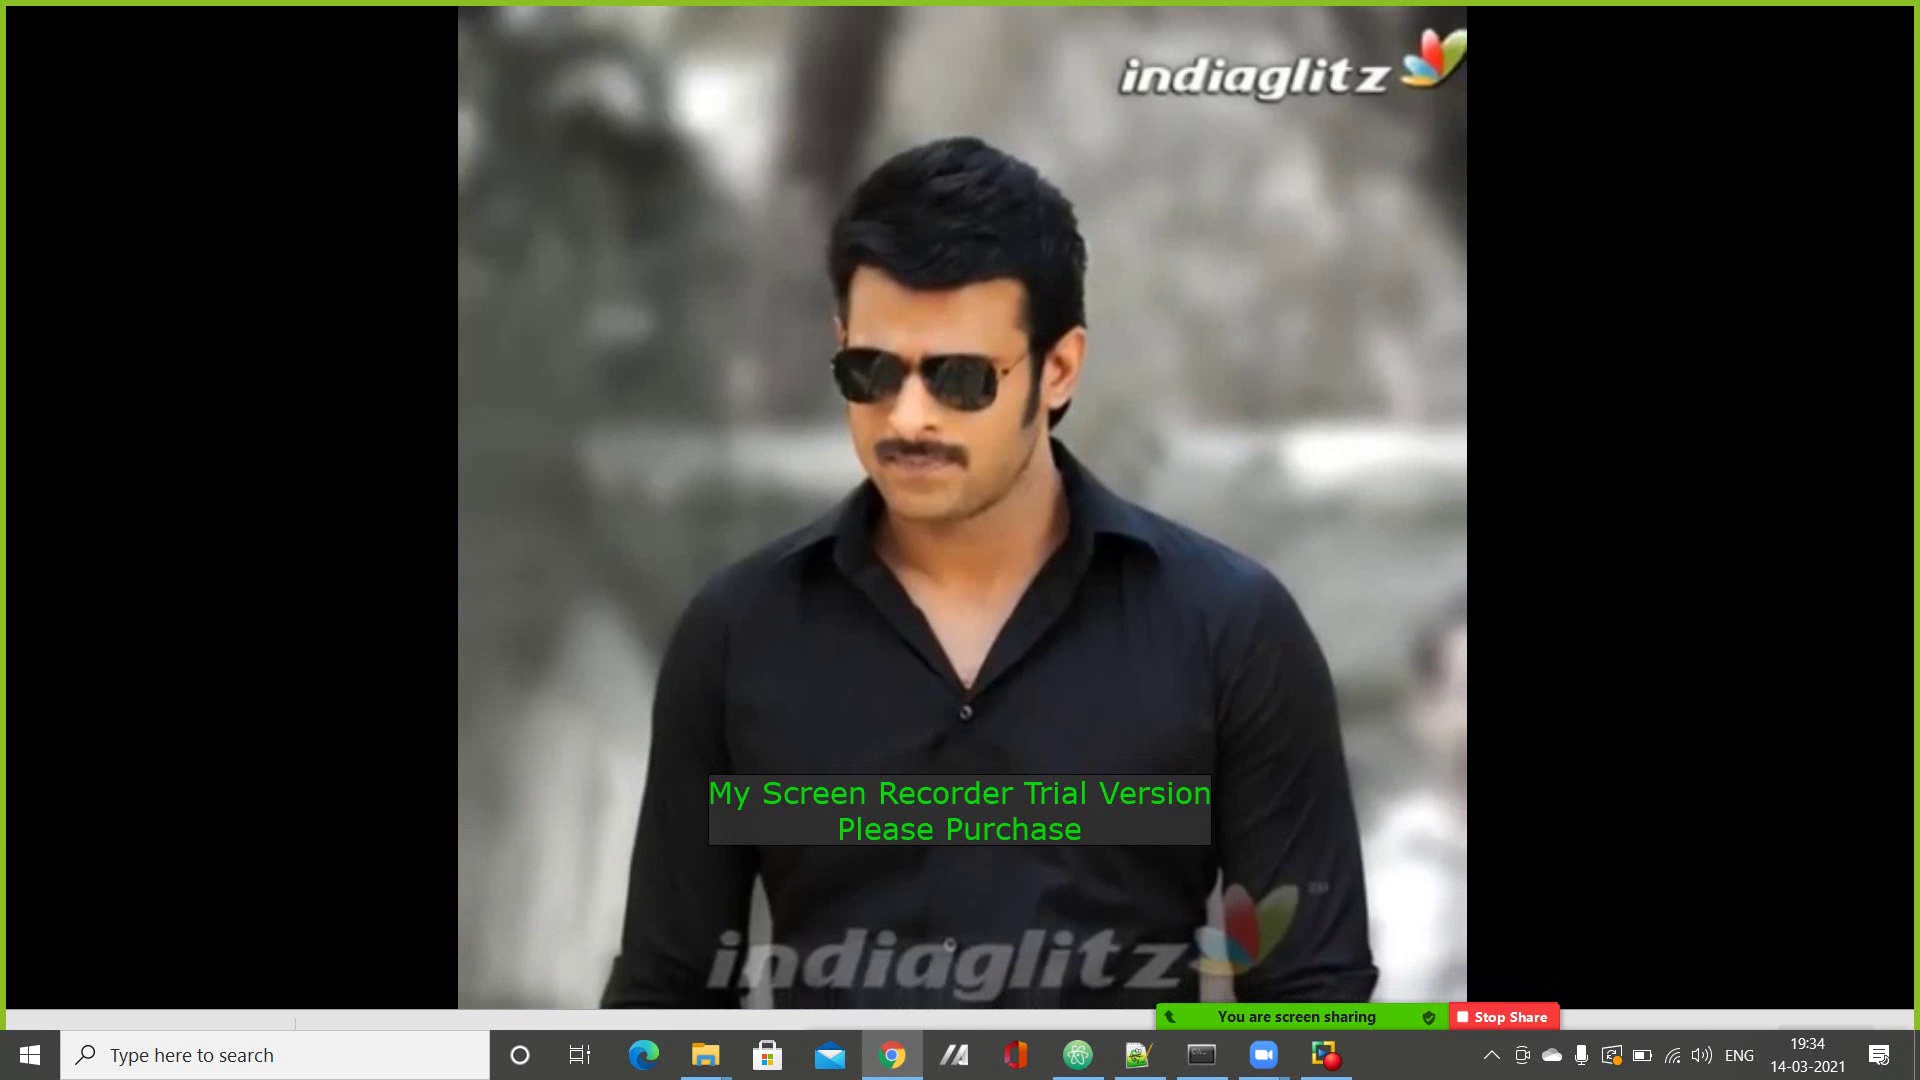 indiaglitz
My Screen Recorder Trial Version
Please Purchase
indiaglitz
You are screen sharing
Stop Share
Type here to search
ENG
19:34
14-03-2021